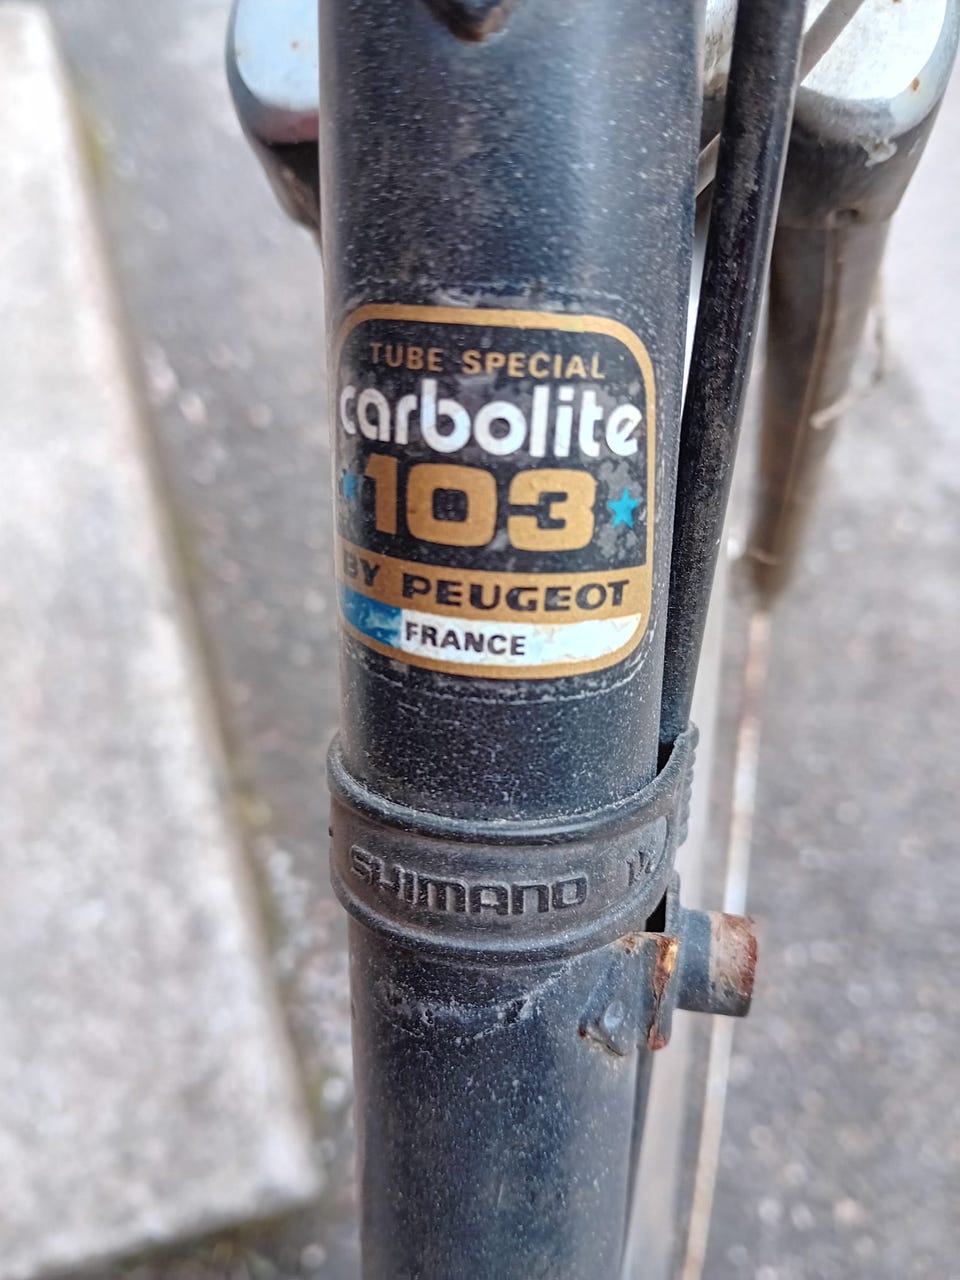 TUBE SPECIAL
carbolite
103
BY PEUGEOT
FRANCE
SHIMANO